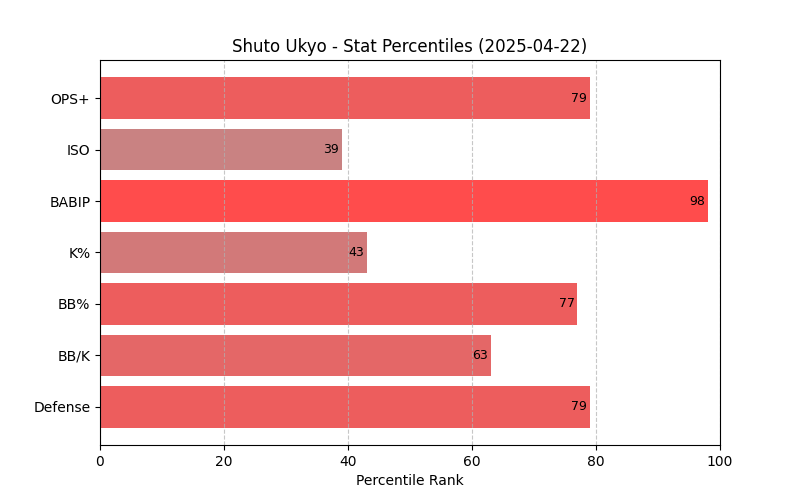 Shuto Ukyo - Stat Percentiles (2025-04-22)
OPS+ 79
ISO 39
BABIP 98
K% 43
BB% 77
BB/K 63
Defense 79
0 20 40 60 80 100
Percentile Rank